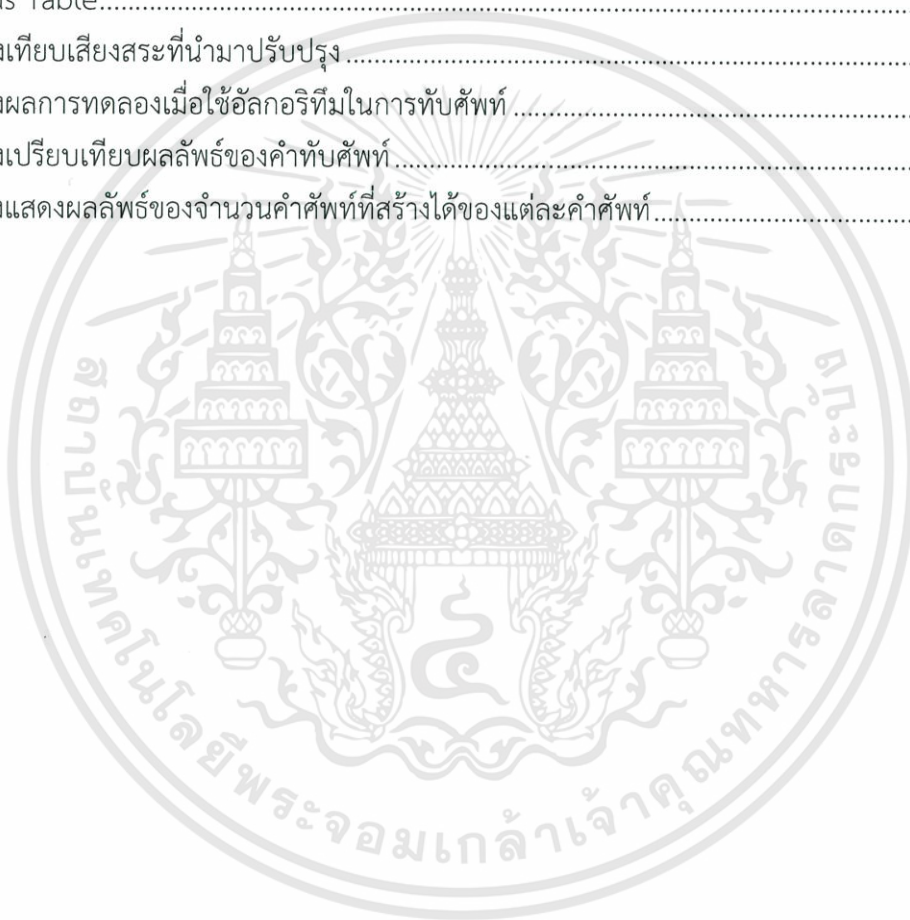 Table
งเทียบเสียงสระที่นำมาปรับปรุง
งผลการทดลองเมื่อใช้อัลกอริทึมในการทับศัพท์
งเปรียบเทียบผลลัพธ์ของคำทับศัพท์
งแสดงผลลัพธ์ของจำนวนคำศัพท์ที่สร้างได้ของแต่ละคำศัพท์
สถาบันเทคโนโลยีพระจอมเกล้าเจ้าคุณทหารลาดกระบัง